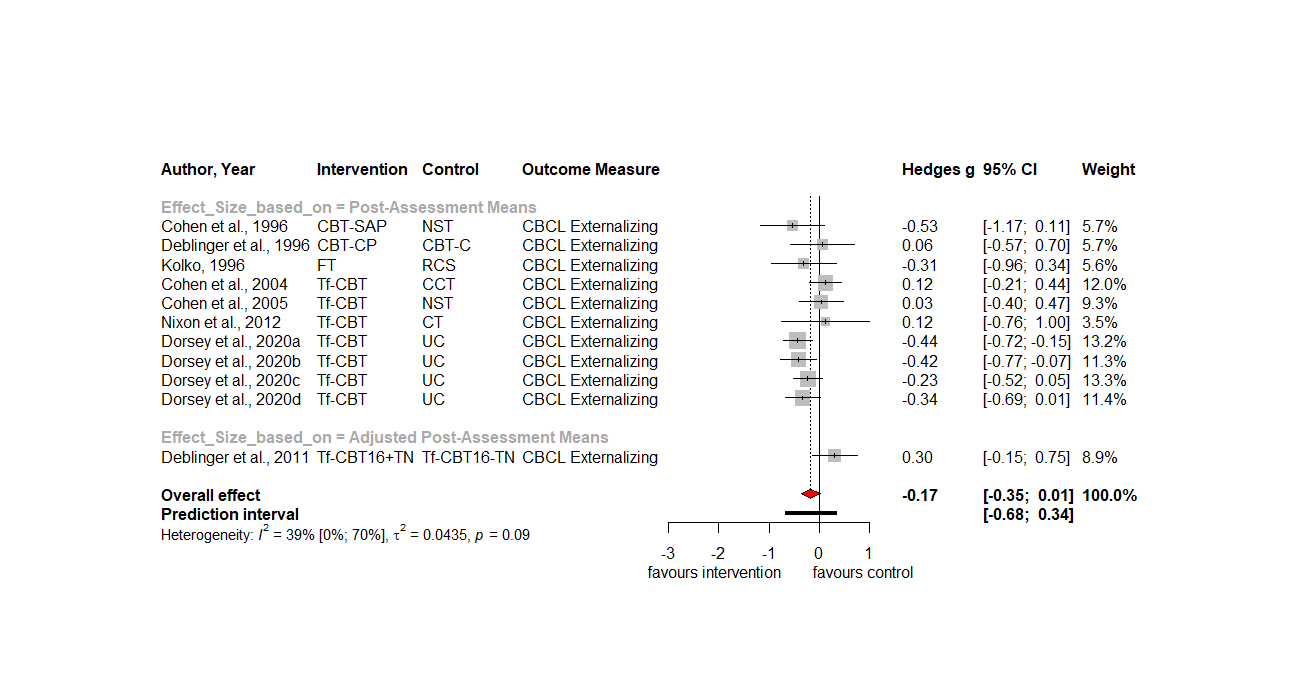 Author, Year Intervention Control Outcome Measure Hedges g 95% CI Weight
Effect_Size_based_on = Post-Assessment Means
Cohen et al., 1996 CBT-SAP NST CBCL Externalizing -0.53 [-1.17; 0.11] 5.7%
Deblinger et al., 1996 CBT-CP CBT-C CBCL Externalizing 0.06 [-0.57; 0.70] 5.7%
Kolko, 1996 FT RCS CBCL Externalizing -0.31 [-0.96; 0.34] 5.6%
Cohen et al., 2004 Tf-CBT CCT CBCL Externalizing 0.12 [-0.21; 0.44] 12.0%
Cohen et al., 2005 Tf-CBT NST CBCL Externalizing 0.03 [-0.40; 0.47] 9.3%
Nixon et al., 2012 Tf-CBT CT CBCL Externalizing 0.12 [-0.76; 1.00] 3.5%
Dorsey et al., 2020a Tf-CBT UC CBCL Externalizing -0.44 [-0.72; -0.15] 13.2%
Dorsey et al., 2020b Tf-CBT UC CBCL Externalizing -0.42 [-0.77; -0.07] 11.3%
Dorsey et al., 2020c Tf-CBT UC CBCL Externalizing -0.23 [-0.52; 0.05] 13.3%
Dorsey et al., 2020d Tf-CBT UC CBCL Externalizing -0.34 [-0.69; 0.01] 11.4%
Effect_Size_based_on = Adjusted Post-Assessment Means
Deblinger et al., 2011 Tf-CBT16+TN Tf-CBT16-TN CBCL Externalizing 0.30 [-0.15; 0.75] 8.9%
Overall effect -0.17 [-0.35; 0.01] 100.0%
Prediction interval [-0.68; 0.34]
Heterogeneity: I² = 39% [0%; 70%], τ² = 0.0435, p = 0.09
-3 -2 -1 0 1
favours intervention favours control